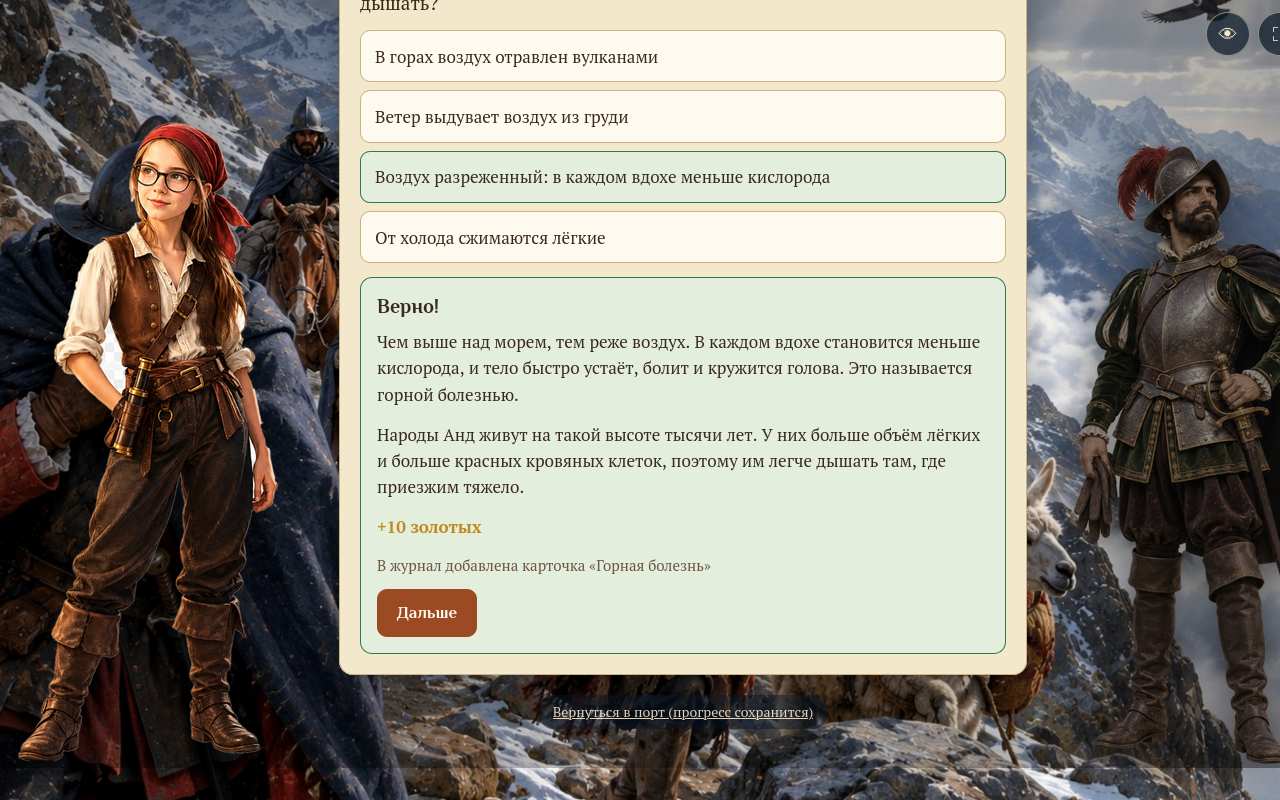 дышать?
В горах воздух отравлен вулканами
Ветер выдувает воздух из груди
Воздух разреженный: в каждом вдохе меньше кислорода
От холода сжимаются лёгкие
Верно!
Чем выше над морем, тем реже воздух. В каждом вдохе становится меньше
кислорода, и тело быстро устаёт, болит и кружится голова. Это называется
горной болезнью.
Народы Анд живут на такой высоте тысячи лет. У них больше объём лёгких
и больше красных кровяных клеток, поэтому им легче дышать там, где
приезжим тяжело.
+10 золотых
В журнал добавлена карточка «Горная болезнь»
Дальше
Вернуться в порт (прогресс сохранится)